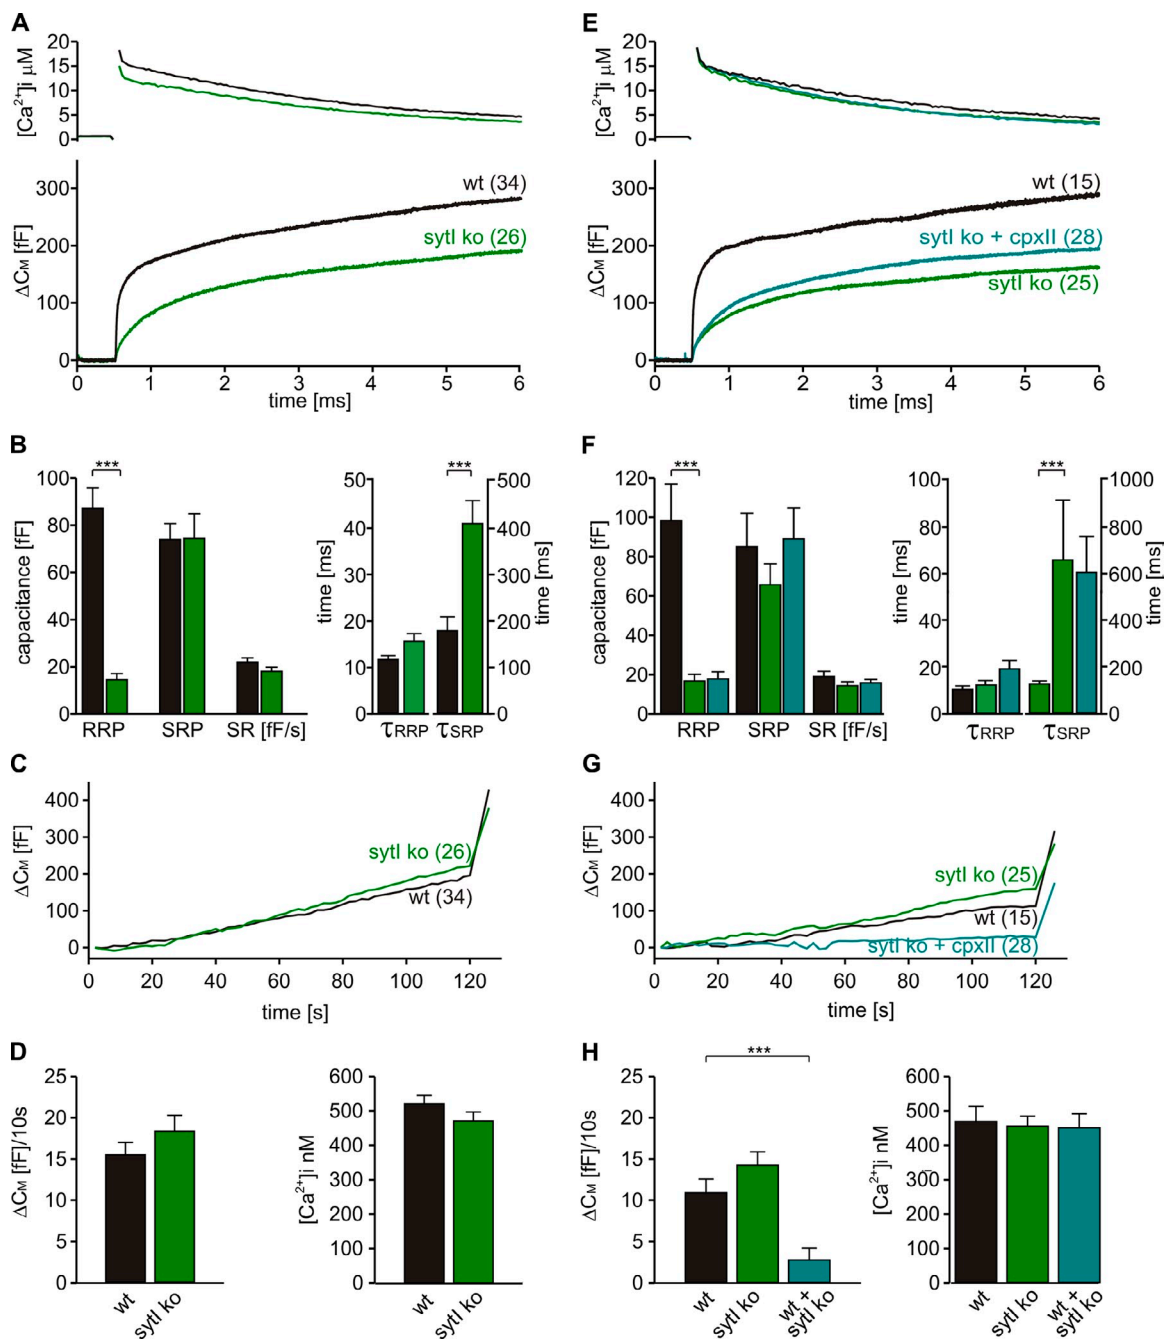 A
20
15
10
5
0
[Ca2+]i µM
300
200
100
0
ΔCM [fF]
wt (34)
sytI ko (26)
0 1 2 3 4 5 6
time [ms]
E
20
15
10
5
0
[Ca2+]i µM
300
200
100
0
ΔCM [fF]
wt (15)
sytI ko + cpxII (28)
sytI ko (25)
0 1 2 3 4 5 6
time [ms]
B
100
80
60
40
20
0
capacitance [fF]
***
RRP SRP SR [fF/s]
50
40
30
20
10
0
time [ms]
***
500
400
300
200
100
0
time [ms]
τRRP τSRP
F
120
100
80
60
40
20
0
capacitance [fF]
***
RRP SRP SR [fF/s]
100
80
60
40
20
0
time [ms]
***
1000
800
600
400
200
0
time [ms]
τRRP τSRP
C
400
300
200
100
0
ΔCM [fF]
sytI ko (26)
wt (34)
0 20 40 60 80 100 120
time [s]
G
400
300
200
100
0
ΔCM [fF]
sytI ko (25)
wt (15)
sytI ko + cpxII (28)
0 20 40 60 80 100 120
time [s]
D
25
20
15
10
5
0
ΔCM [fF]/10s
wt
sytI ko
600
500
400
300
200
100
0
[Ca2+]i nM
wt
sytI ko
H
25
20
15
10
5
0
ΔCM [fF]/10s
***
wt
sytI ko
wt +
sytI ko
600
500
400
300
200
100
0
[Ca2+]i nM
wt
sytI ko
wt +
sytI ko